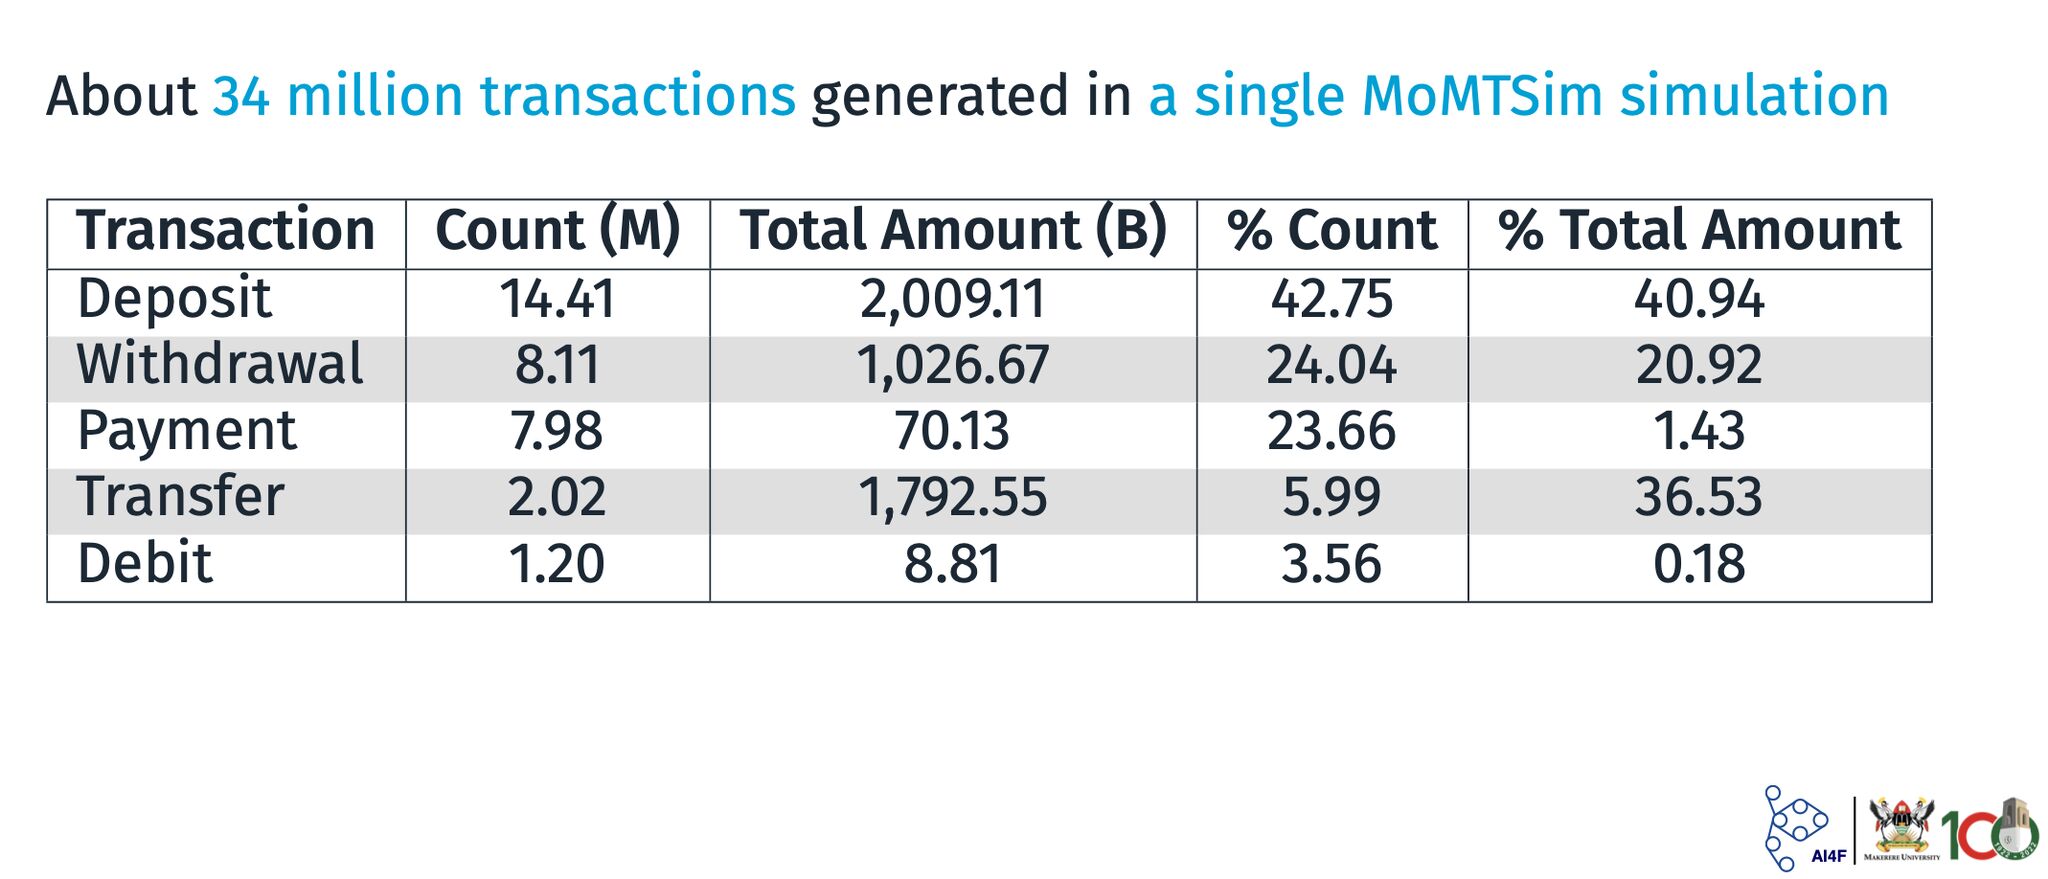 About 34 million transactions generated in a single MoMTSim simulation
Transaction Count (M) Total Amount (B) % Count % Total Amount
Deposit 14.41 2,009.11 42.75 40.94
Withdrawal 8.11 1,026.67 24.04 20.92
Payment 7.98 70.13 23.66 1.43
Transfer 2.02 1,792.55 5.99 36.53
Debit 1.20 8.81 3.56 0.18
AI4F
MAKERERE UNIVERSITY
100
1922 - 2022